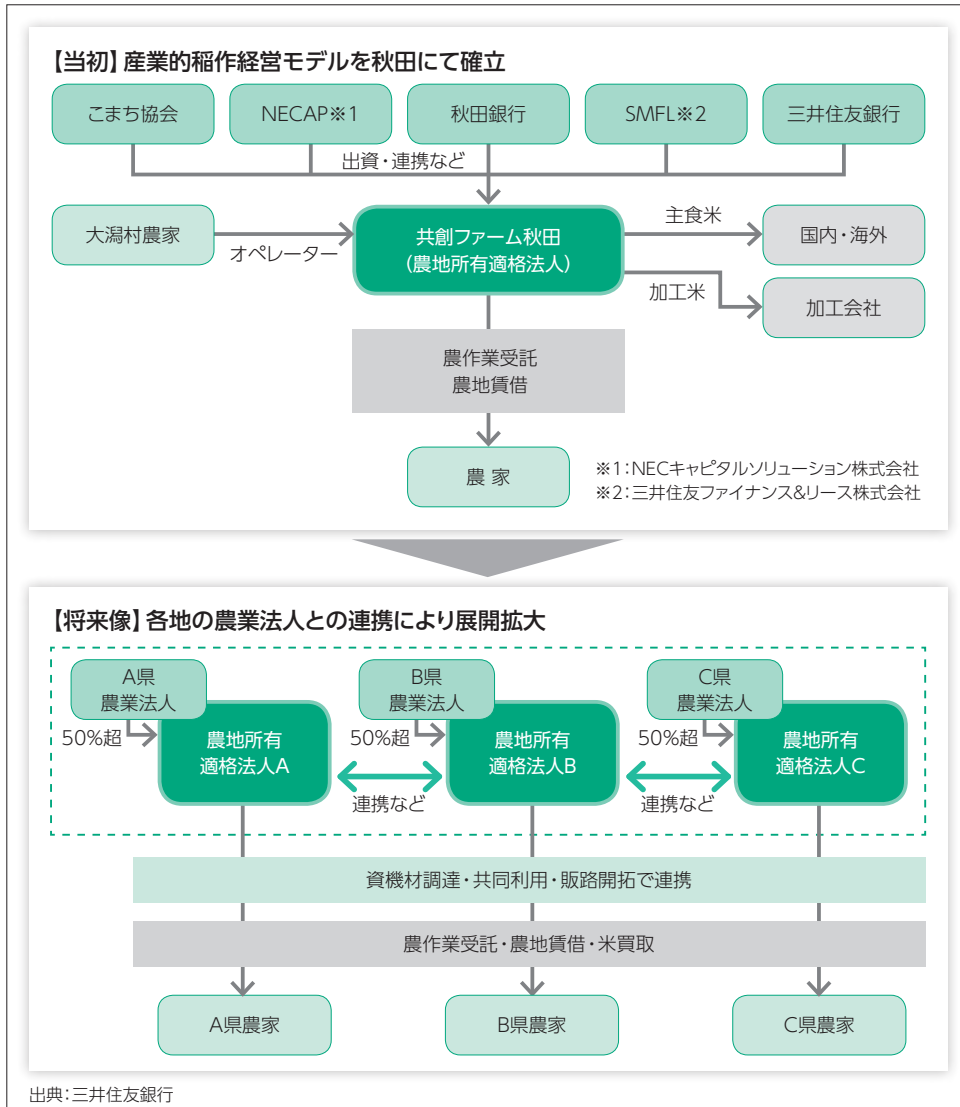 【当初】産業的稲作経営モデルを秋田にて確立
こまち協会
NECAP※1
秋田銀行
SMFL※2
三井住友銀行
出資・連携など
大潟村農家
オペレーター
共創ファーム秋田
(農地所有適格法人)
主食米
国内・海外
加工米
加工会社
農作業受託
農地賃借
農 家
※1:NECキャピタルソリューション株式会社
※2:三井住友ファイナンス&リース株式会社
【将来像】各地の農業法人との連携により展開拡大
A県
農業法人
50%超
農地所有
適格法人A
連携など
B県
農業法人
50%超
農地所有
適格法人B
連携など
C県
農業法人
50%超
農地所有
適格法人C
資機材調達・共同利用・販路開拓で連携
農作業受託・農地賃借・米買取
A県農家
B県農家
C県農家
出典:三井住友銀行